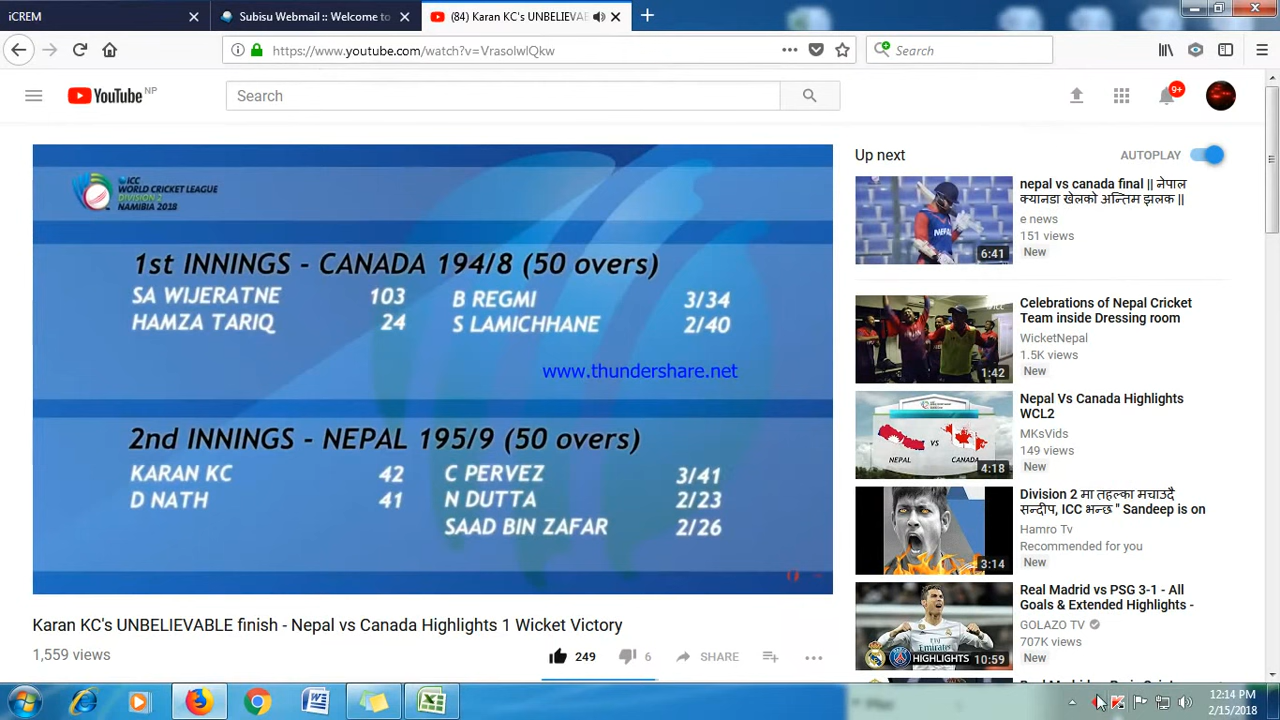 iCREM
Subisu Webmail :: Welcome to
(84) Karan KC's UNBELIEVABLE
https://www.youtube.com/watch?v=VrasolwlQkw
Search
YouTube NP
Search
9+
ICC
WORLD CRICKET LEAGUE
DIVISION 2
NAMIBIA 2018
1st INNINGS - CANADA 194/8 (50 overs)
SA WIJERATNE 103 B REGMI 3/34
HAMZA TARIQ 24 S LAMICHHANE 2/40
www.thundershare.net
2nd INNINGS - NEPAL 195/9 (50 overs)
KARAN KC 42 C PERVEZ 3/41
D NATH 41 N DUTTA 2/23
SAAD BIN ZAFAR 2/26
Karan KC's UNBELIEVABLE finish - Nepal vs Canada Highlights 1 Wicket Victory
1,559 views
249 6 SHARE
Up next AUTOPLAY
NEPAL
6:41
nepal vs canada final || नेपाल
क्यानडा खेलको अन्तिम झलक ||
e news
151 views
New
1:42
Celebrations of Nepal Cricket
Team inside Dressing room
WicketNepal
1.5K views
New
NEPAL VS CANADA
4:18
Nepal Vs Canada Highlights
WCL2
MKsVids
149 views
New
3:14
Division 2 मा तहल्का मचाउदै
सन्दीप, ICC भन्छ " Sandeep is on
Hamro Tv
Recommended for you
New
HIGHLIGHTS
10:59
Real Madrid vs PSG 3-1 - All
Goals & Extended Highlights -
GOLAZO TV
707K views
New
12:14 PM
2/15/2018